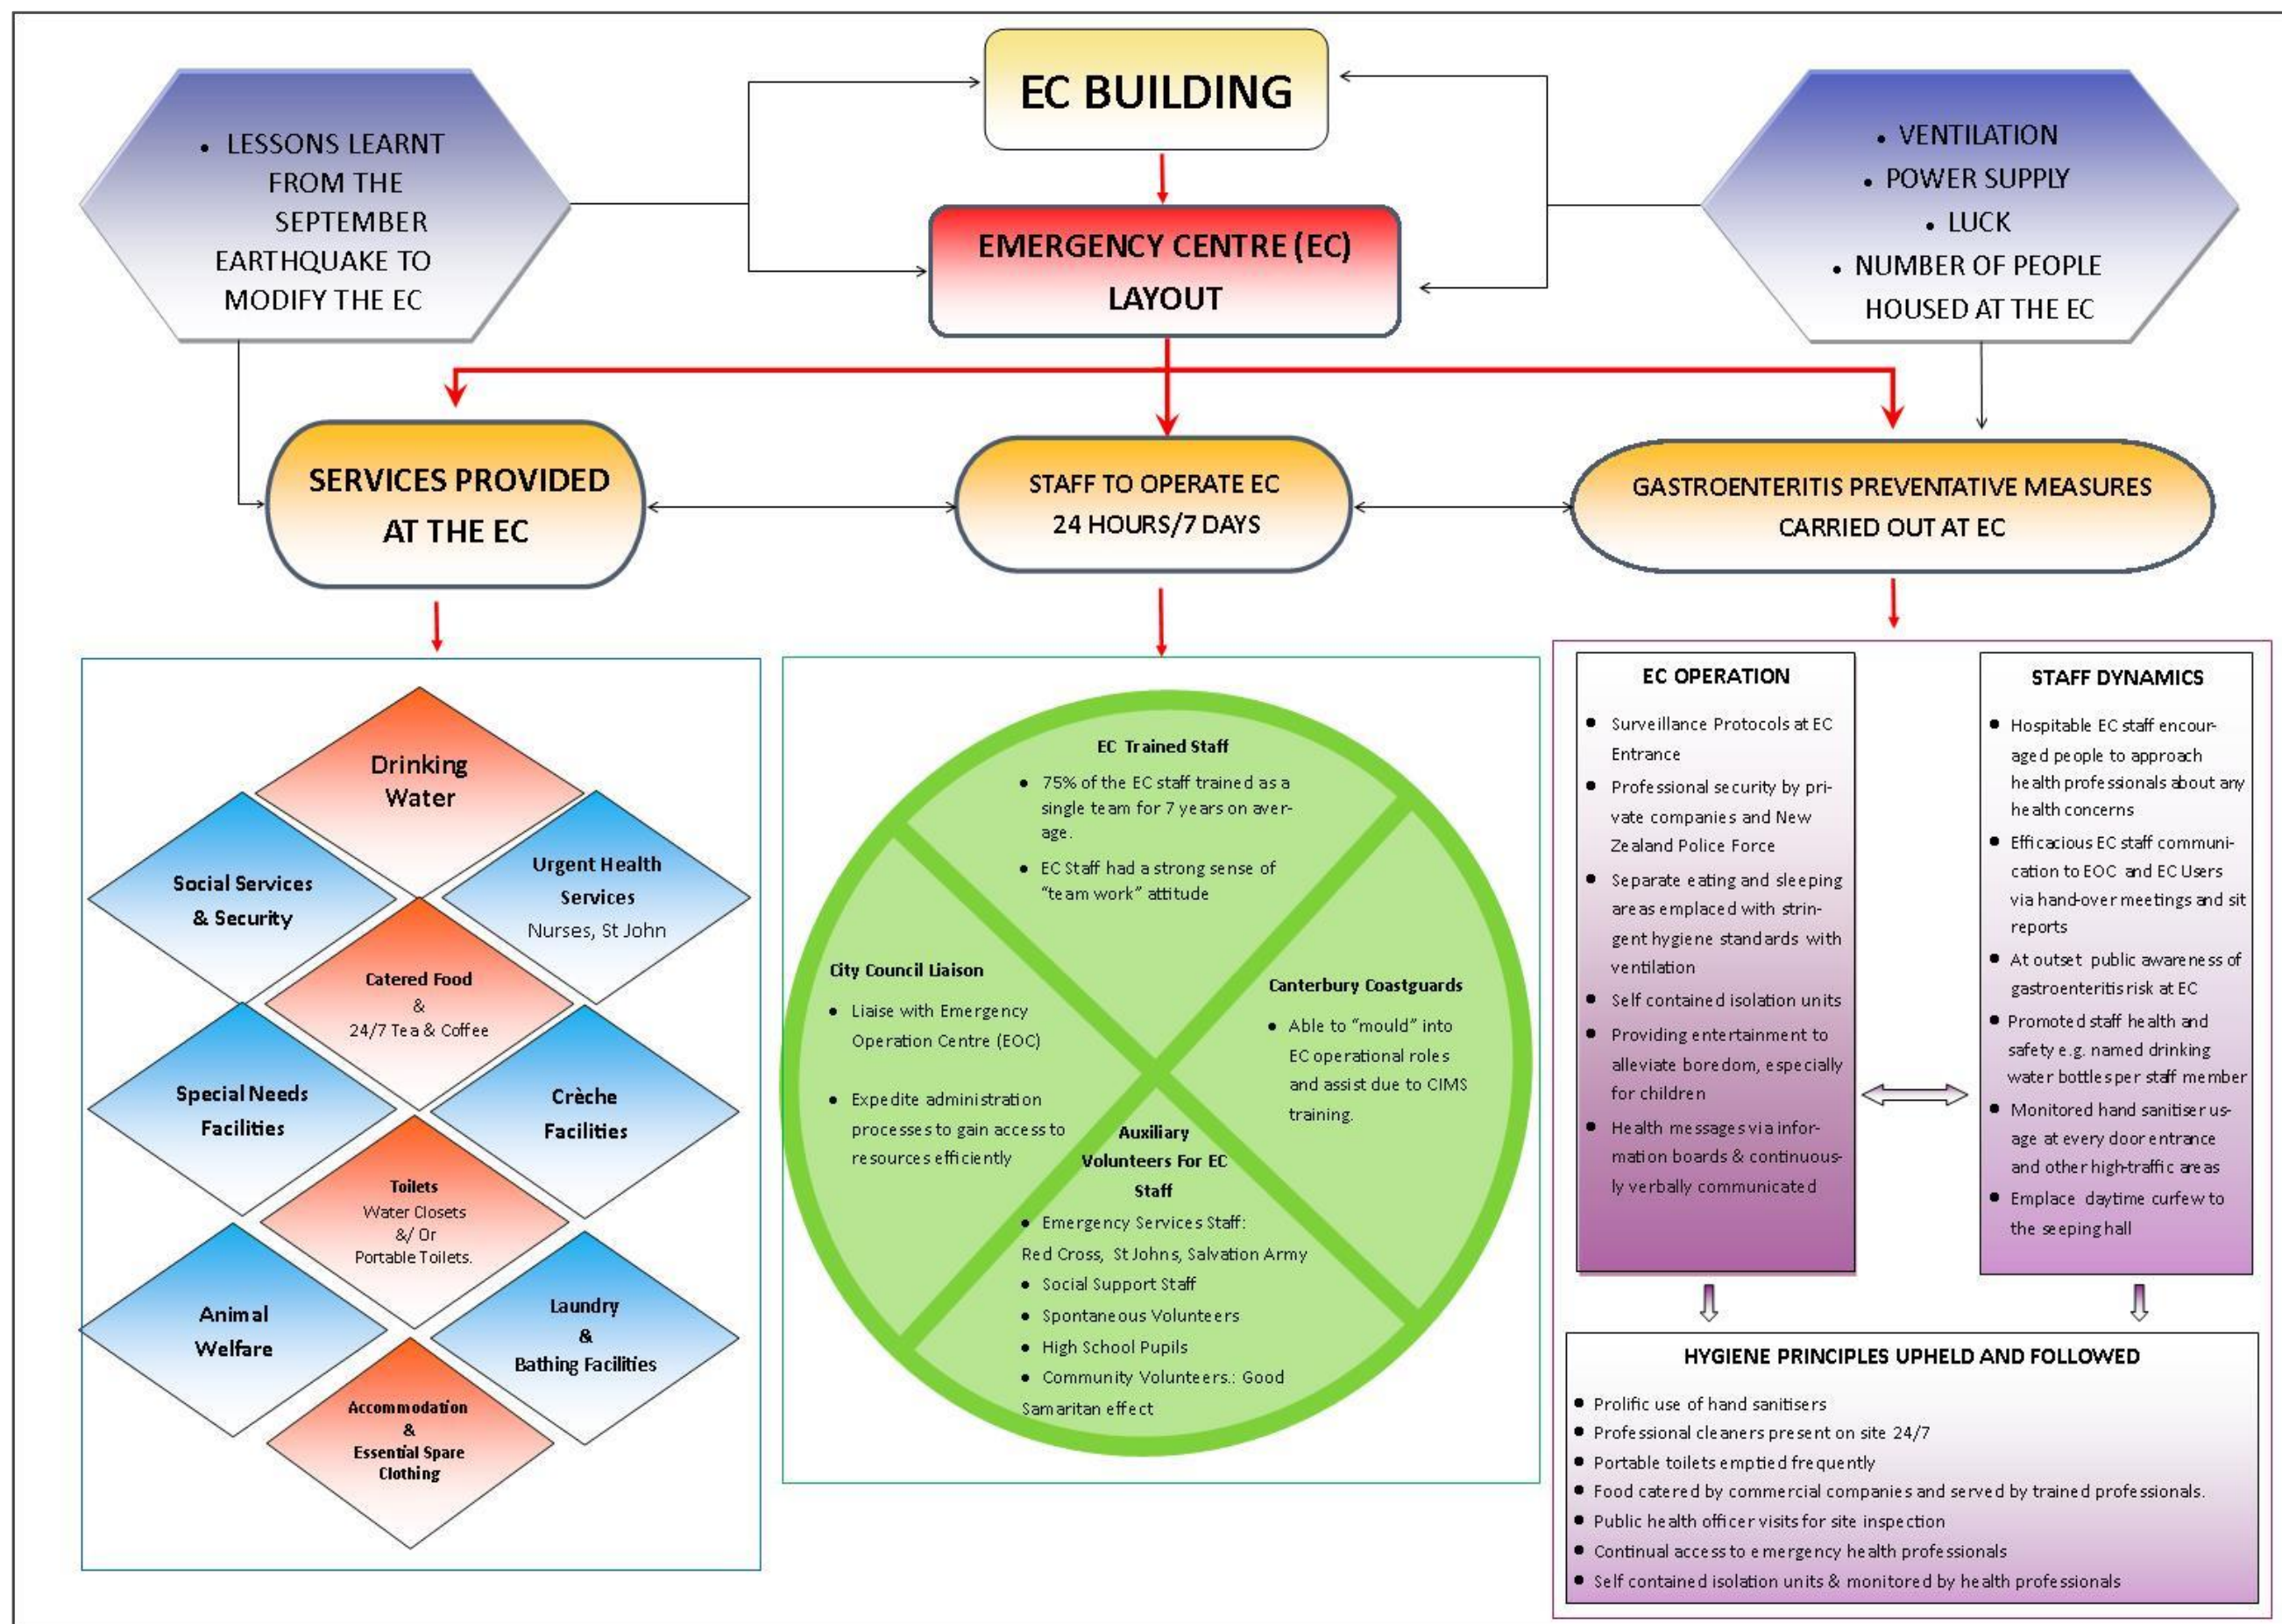 EC BUILDING
• LESSONS LEARNT
FROM THE
SEPTEMBER
EARTHQUAKE TO
MODIFY THE EC
EMERGENCY CENTRE (EC)
LAYOUT
• VENTILATION
• POWER SUPPLY
• LUCK
• NUMBER OF PEOPLE
HOUSED AT THE EC
SERVICES PROVIDED
AT THE EC
STAFF TO OPERATE EC
24 HOURS/7 DAYS
GASTROENTERITIS PREVENTATIVE MEASURES
CARRIED OUT AT EC
Drinking
Water
Social Services
& Security
Urgent Health
Services
Nurses, St John
Catered Food
&
24/7 Tea & Coffee
Special Needs
Facilities
Crèche
Facilities
Toilets
Water Closets
&/ Or
Portable Toilets.
Animal
Welfare
Laundry
&
Bathing Facilities
Accommodation
&
Essential Spare
Clothing
EC Trained Staff
• 75% of the EC staff trained as a
single team for 7 years on aver-
age.
• EC Staff had a strong sense of
“team work” attitude
City Council Liaison
• Liaise with Emergency
Operation Centre (EOC)
• Expedite administration
processes to gain access to
resources efficiently
Canterbury Coastguards
• Able to “mould” into
EC operational roles
and assist due to CIMS
training.
Auxiliary
Volunteers For EC
Staff
• Emergency Services Staff:
Red Cross, St Johns, Salvation Army
• Social Support Staff
• Spontaneous Volunteers
• High School Pupils
• Community Volunteers.: Good
Samaritan effect
EC OPERATION
• Surveillance Protocols at EC
Entrance
• Professional security by pri-
vate companies and New
Zealand Police Force
• Separate eating and sleeping
areas emplaced with strin-
gent hygiene standards with
ventilation
• Self contained isolation units
• Providing entertainment to
alleviate boredom, especially
for children
• Health messages via infor-
mation boards & continuous-
ly verbally communicated
STAFF DYNAMICS
• Hospitable EC staff encour-
aged people to approach
health professionals about any
health concerns
• Efficacious EC staff communi-
cation to EOC and EC Users
via hand-over meetings and sit
reports
• At outset public awareness of
gastroenteritis risk at EC
• Promoted staff health and
safety e.g. named drinking
water bottles per staff member
• Monitored hand sanitiser us-
age at every door entrance
and other high-traffic areas
• Emplace daytime curfew to
the seeping hall
HYGIENE PRINCIPLES UPHELD AND FOLLOWED
• Prolific use of hand sanitisers
• Professional cleaners present on site 24/7
• Portable toilets emptied frequently
• Food catered by commercial companies and served by trained professionals.
• Public health officer visits for site inspection
• Continual access to emergency health professionals
• Self contained isolation units & monitored by health professionals